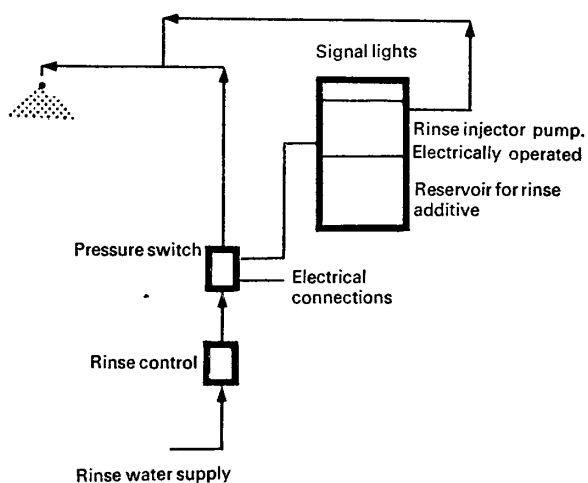 Signal lights
Rinse injector pump.
Electrically operated
Reservoir for rinse
additive
Pressure switch
Electrical
connections
Rinse control
Rinse water supply